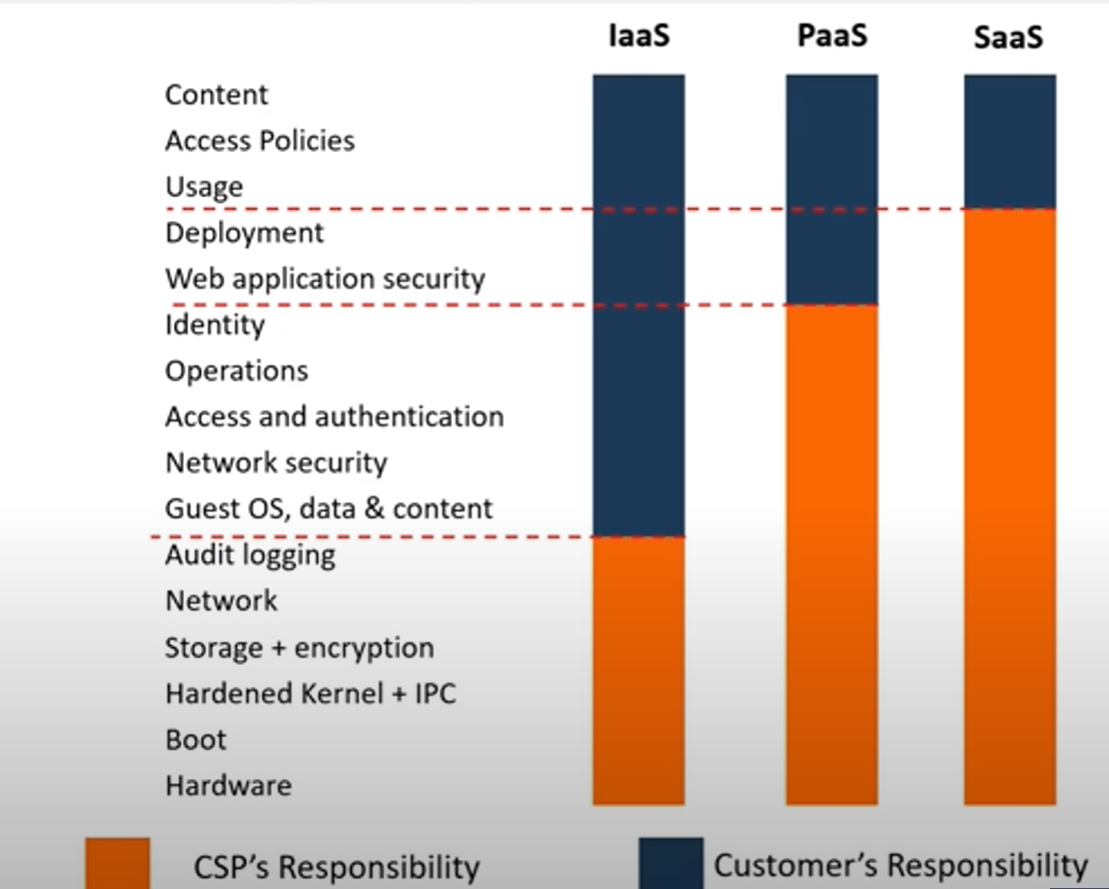 IaaS PaaS SaaS
Content
Access Policies
Usage
Deployment
Web application security
Identity
Operations
Access and authentication
Network security
Guest OS, data & content
Audit logging
Network
Storage + encryption
Hardened Kernel + IPC
Boot
Hardware
CSP's Responsibility Customer's Responsibility